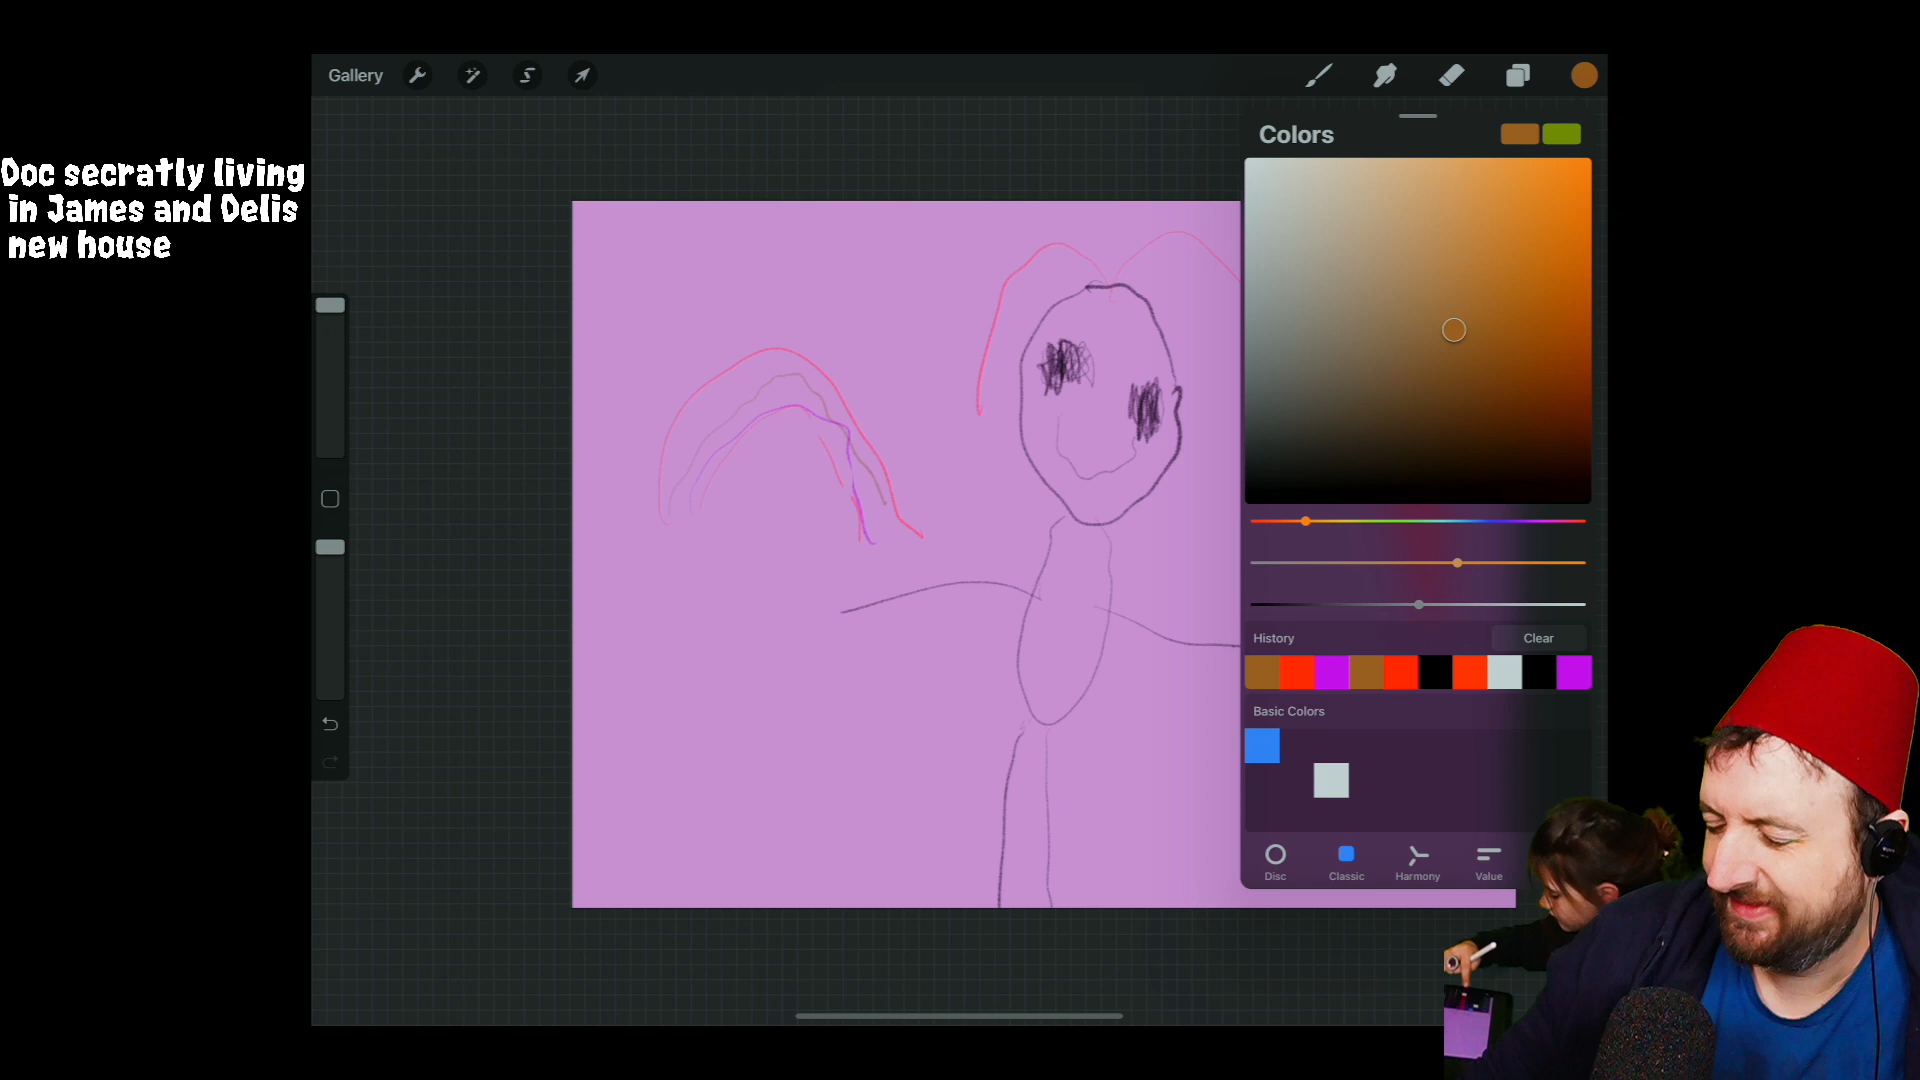 Gallery
Doc secratly living
in James and Delis
new house
Colors
History
Clear
Basic Colors
Disc
Classic
Harmony
Value